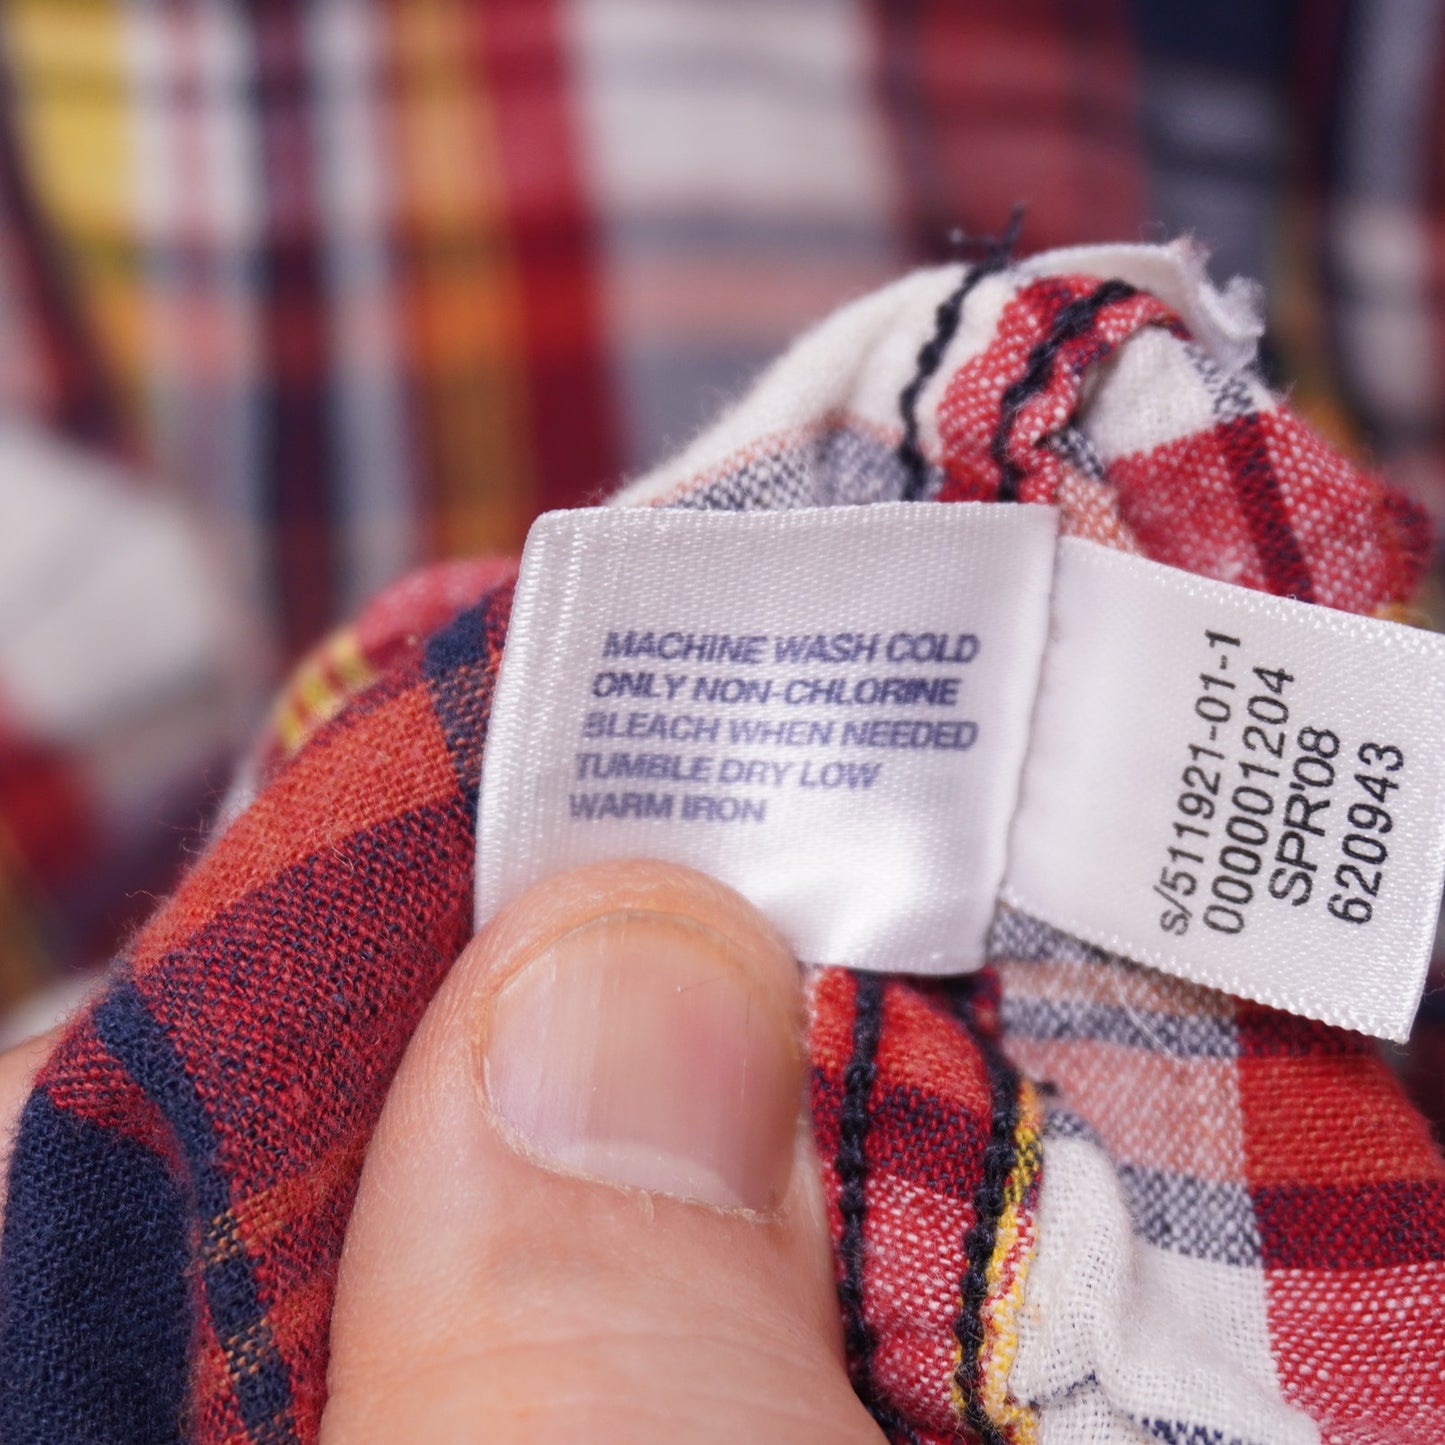 MACHINE WASH COLD
ONLY NON-CHLORINE
BLEACH WHEN NEEDED
TUMBLE DRY LOW
WARM IRON
s/511921-01-1
000001204
SPR'08
620943